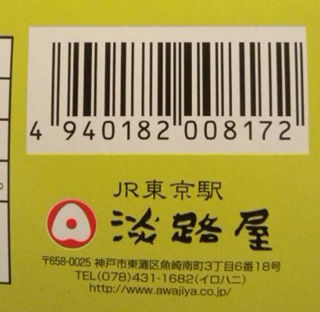 4 940182 008172
JR東京駅
淡路屋
〒658-0025 神戸市東灘区魚崎南町3丁目6番18号
TEL(078)431-1682(イロハニ)
http://www.awajiya.co.jp/